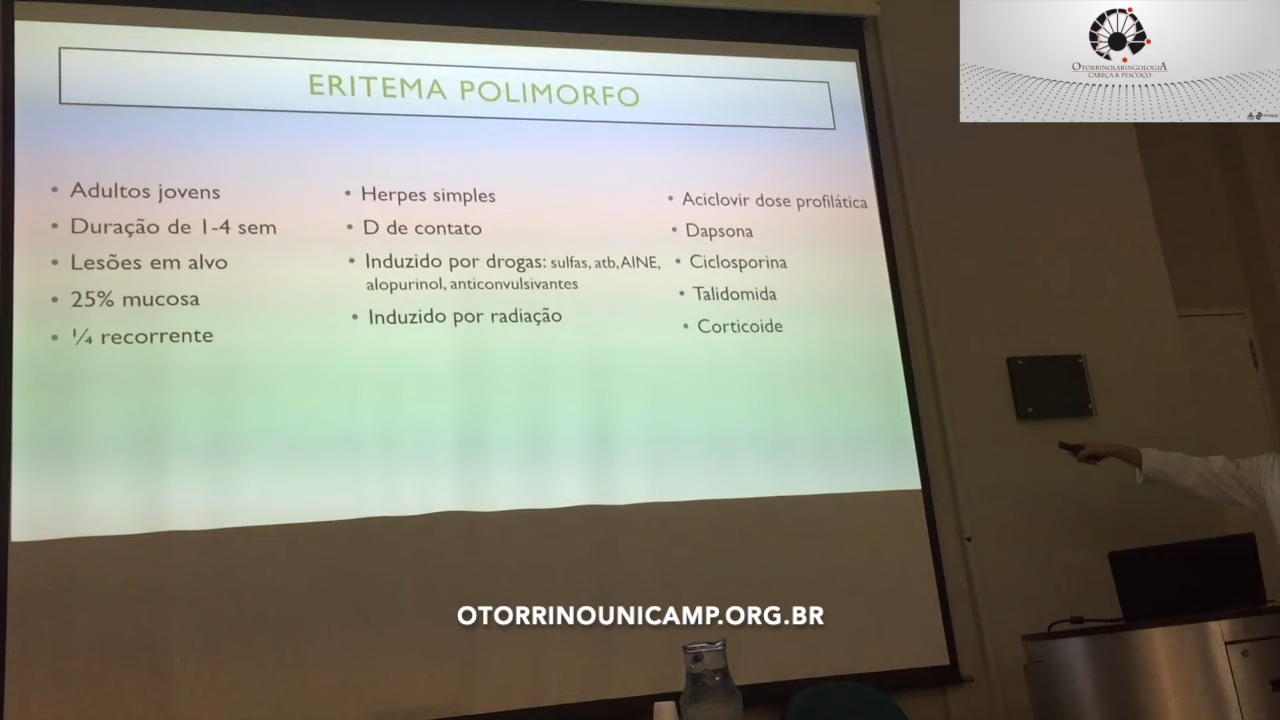 ERITEMA POLIMORFO
• Adultos jovens
• Duração de 1-4 sem
• Lesões em alvo
• 25% mucosa
• ¼ recorrente
• Herpes simples
• D de contato
• Induzido por drogas: sulfas, atb, AINE,
alopurinol, anticonvulsivantes
• Induzido por radiação
• Aciclovir dose profilática
• Dapsona
• Ciclosporina
• Talidomida
• Corticoide
OTORRINOLARINGOLOGIA
CABEÇA & PESCOÇO
OTORRINOUNICAMP.ORG.BR